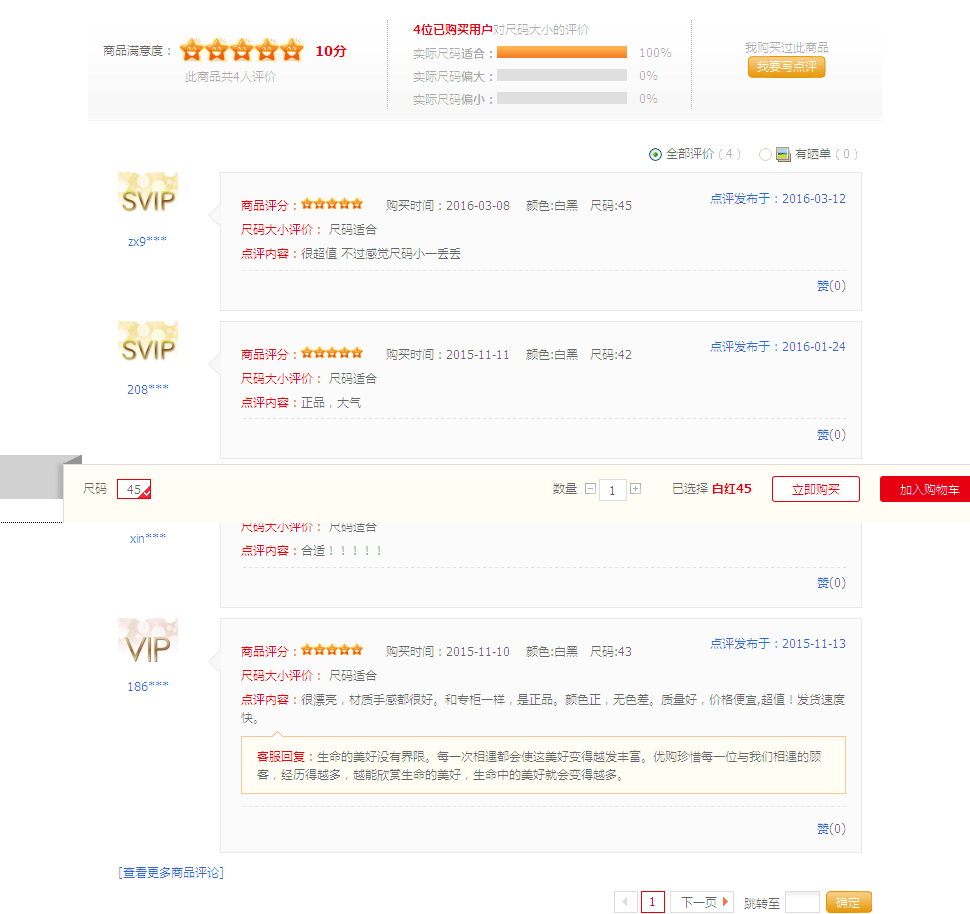 商品满意度： 10分
此商品共4人评价
4位已购买用户对尺码大小的评价
实际尺码适合： 100%
实际尺码偏大： 0%
实际尺码偏小： 0%
我购买过此商品
我要写点评
全部评价（4） 有晒单（0）
SVIP
zx9***
商品评分： 购买时间：2016-03-08 颜色:白黑 尺码:45 点评发布于：2016-03-12
尺码大小评价： 尺码适合
点评内容：很超值 不过感觉尺码小一丢丢
赞(0)
SVIP
208***
商品评分： 购买时间：2015-11-11 颜色:白黑 尺码:42 点评发布于：2016-01-24
尺码大小评价： 尺码适合
点评内容：正品，大气
赞(0)
尺码 45 数量 1 已选择 白红45 立即购买 加入购物车
xin***
尺码大小评价： 尺码适合
点评内容：合适！！！！！
赞(0)
VIP
186***
商品评分： 购买时间：2015-11-10 颜色:白黑 尺码:43 点评发布于：2015-11-13
尺码大小评价： 尺码适合
点评内容：很漂亮，材质手感都很好。和专柜一样，是正品。颜色正，无色差。质量好，价格便宜,超值！发货速度
快。
客服回复：生命的美好没有界限。每一次相遇都会使这美好变得越发丰富。优购珍惜每一位与我们相遇的顾
客，经历得越多，越能欣赏生命的美好，生命中的美好就会变得越多。
赞(0)
[查看更多商品评论]
1 下一页 跳转至 确定